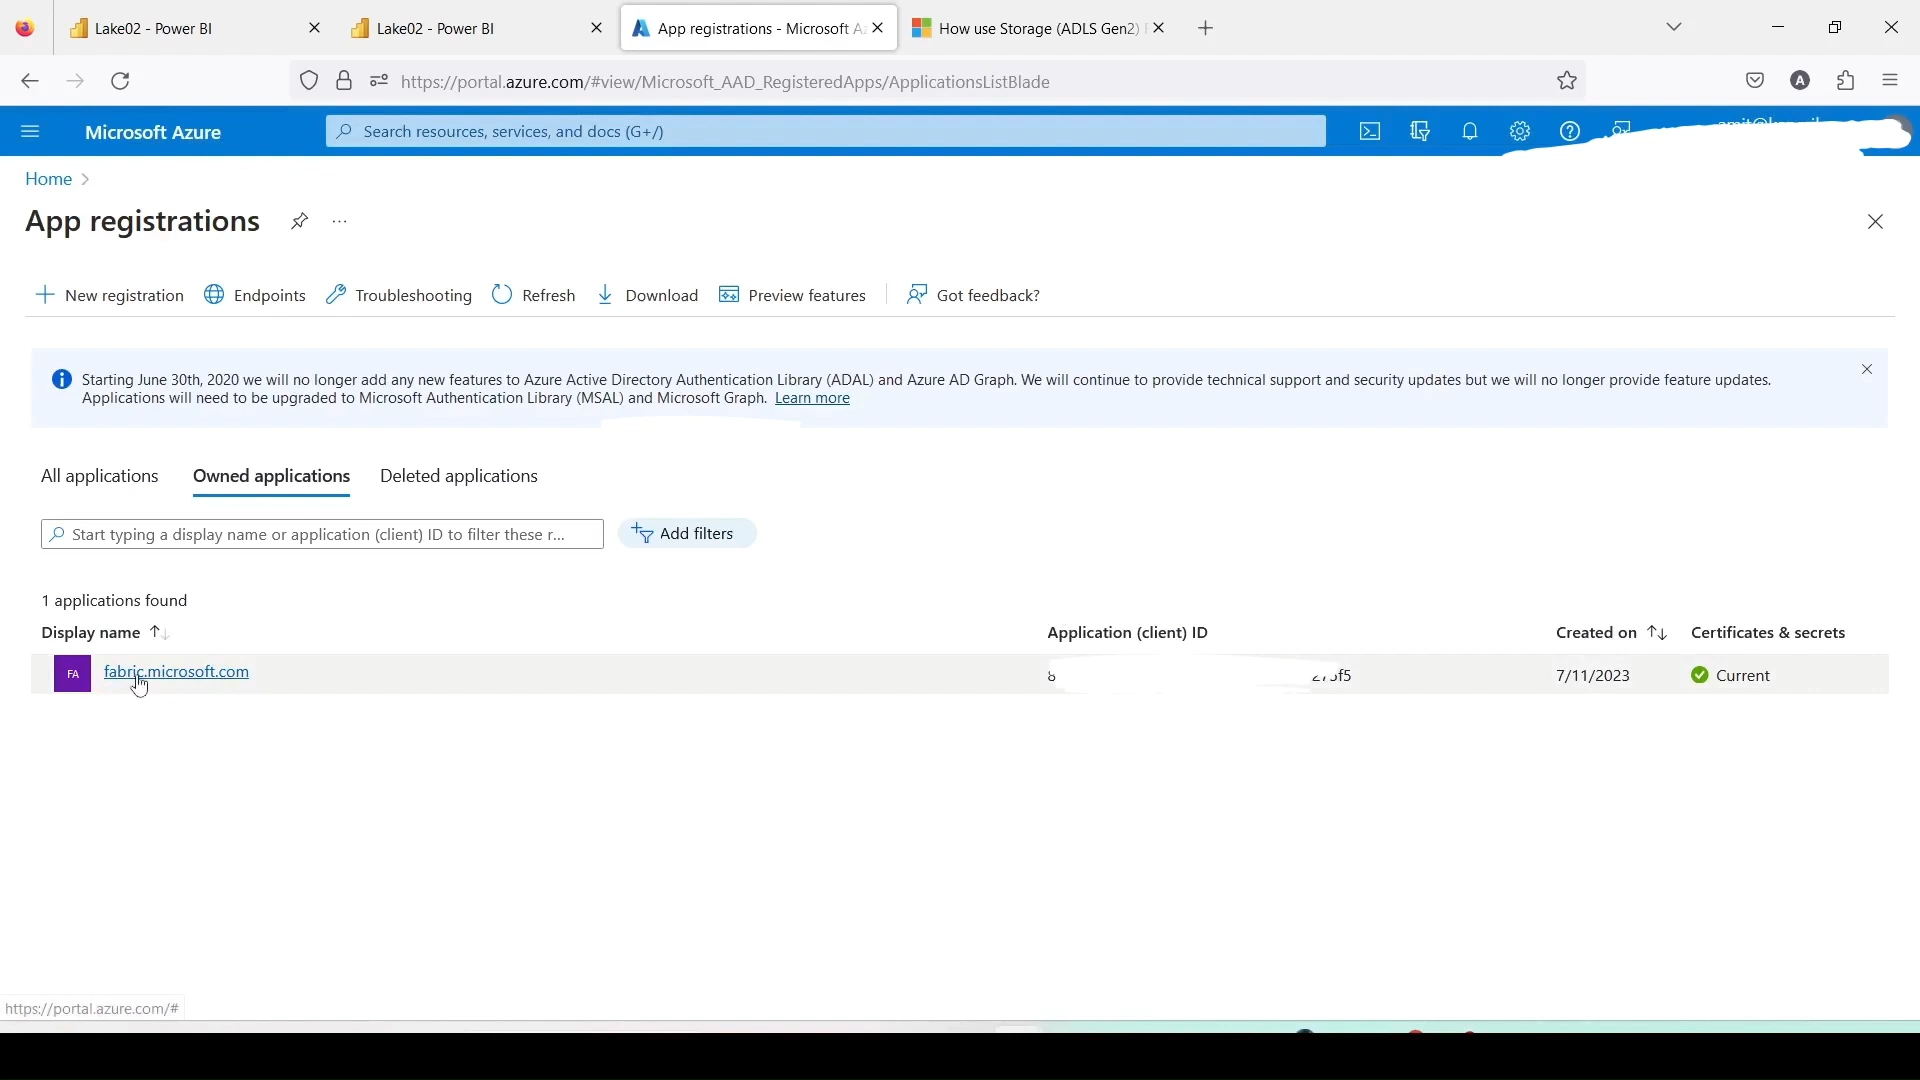 Lake02 - Power BI
Lake02 - Power BI
App registrations - Microsoft A
How use Storage (ADLS Gen2)
https://portal.azure.com/#view/Microsoft_AAD_RegisteredApps/ApplicationsListBlade
A
Microsoft Azure
Search resources, services, and docs (G+/)
Home
App registrations
New registration
Endpoints
Troubleshooting
Refresh
Download
Preview features
Got feedback?
Starting June 30th, 2020 we will no longer add any new features to Azure Active Directory Authentication Library (ADAL) and Azure AD Graph. We will continue to provide technical support and security updates but we will no longer provide feature updates.
Applications will need to be upgraded to Microsoft Authentication Library (MSAL) and Microsoft Graph. Learn more
All applications
Owned applications
Deleted applications
Start typing a display name or application (client) ID to filter these r...
Add filters
1 applications found
Display name
Application (client) ID
Created on
Certificates & secrets
FA
fabric.microsoft.com
7/11/2023
Current
https://portal.azure.com/#